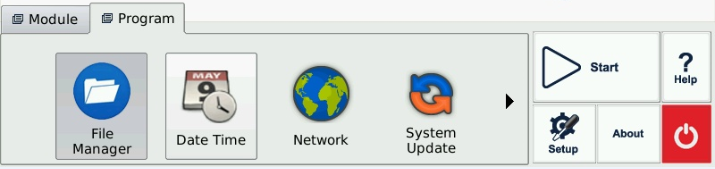 Module
Program
File
Manager
MAY
9
Date Time
Network
System
Update
Start
?
Help
Setup
About